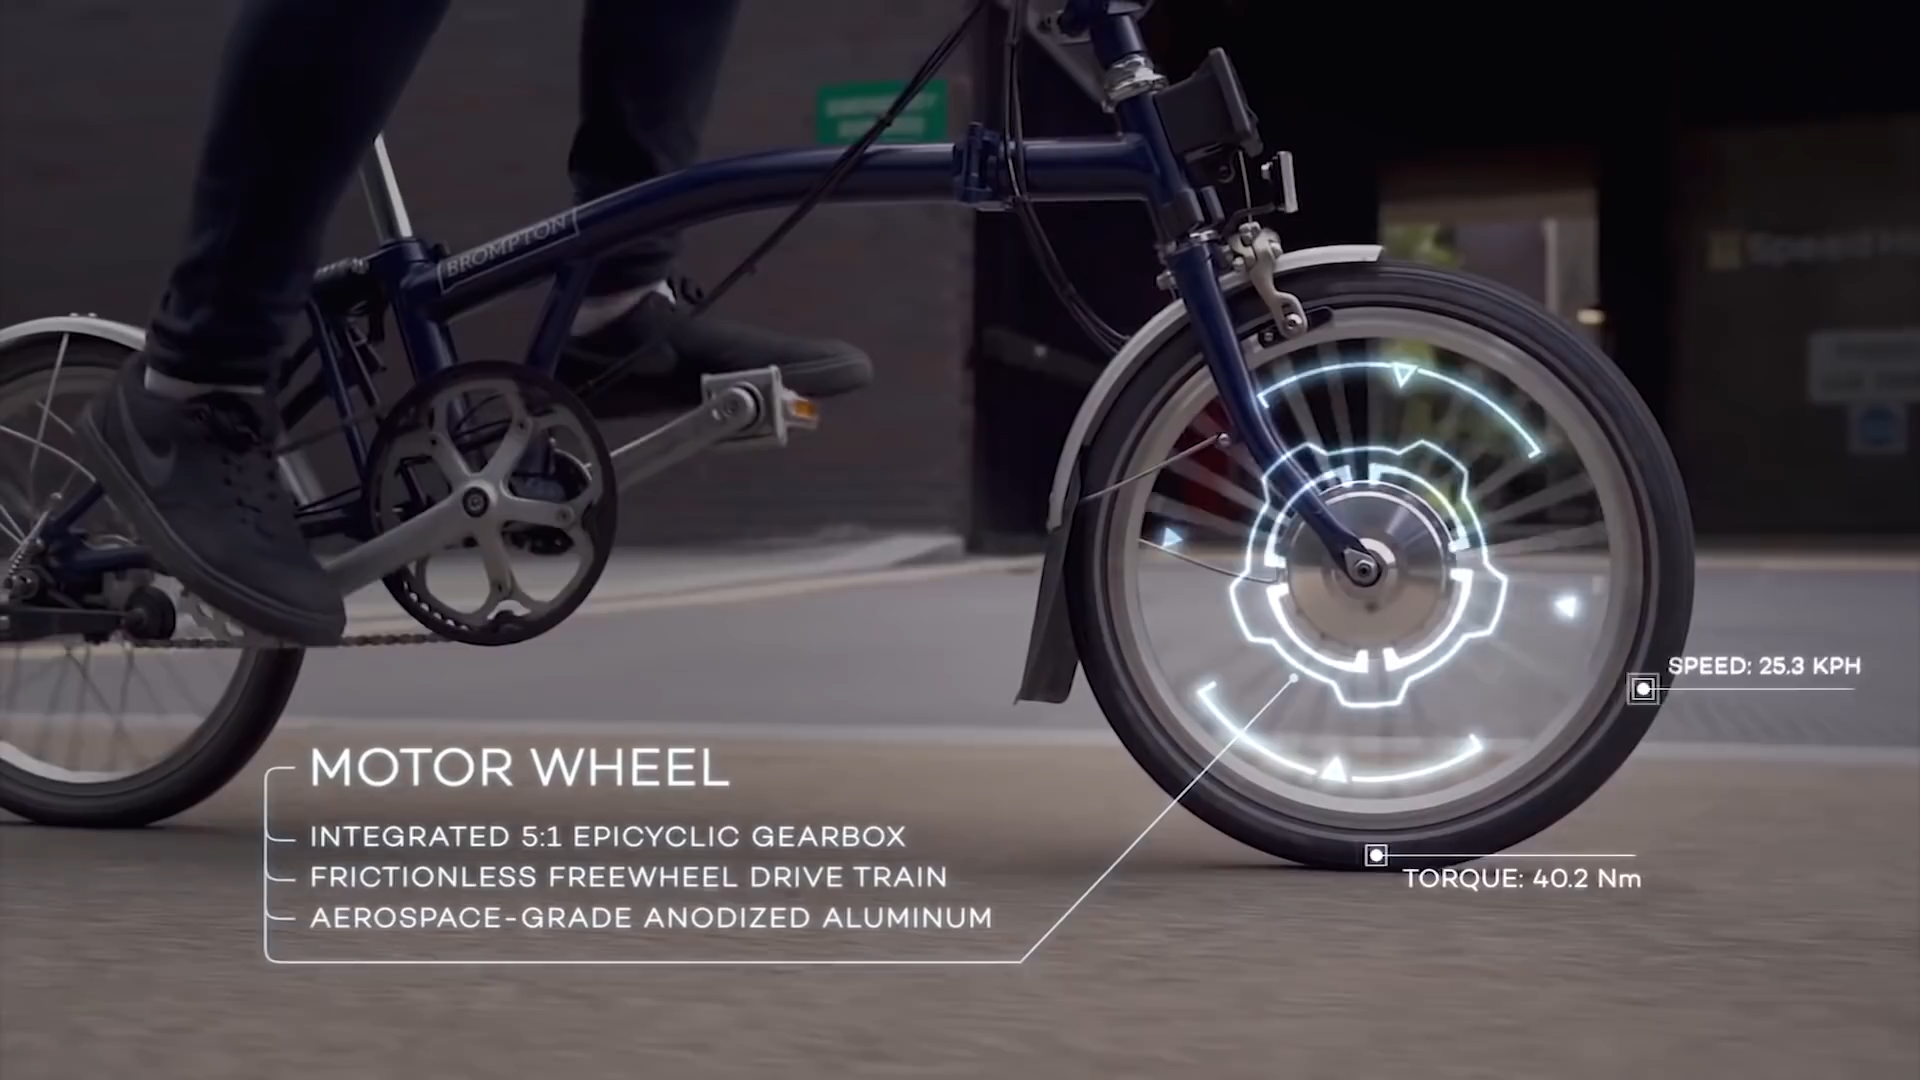 BROMPTON
SPEED: 25.3 KPH
MOTOR WHEEL
INTEGRATED 5:1 EPICYCLIC GEARBOX
FRICTIONLESS FREEWHEEL DRIVE TRAIN
AEROSPACE-GRADE ANODIZED ALUMINUM
TORQUE: 40.2 Nm